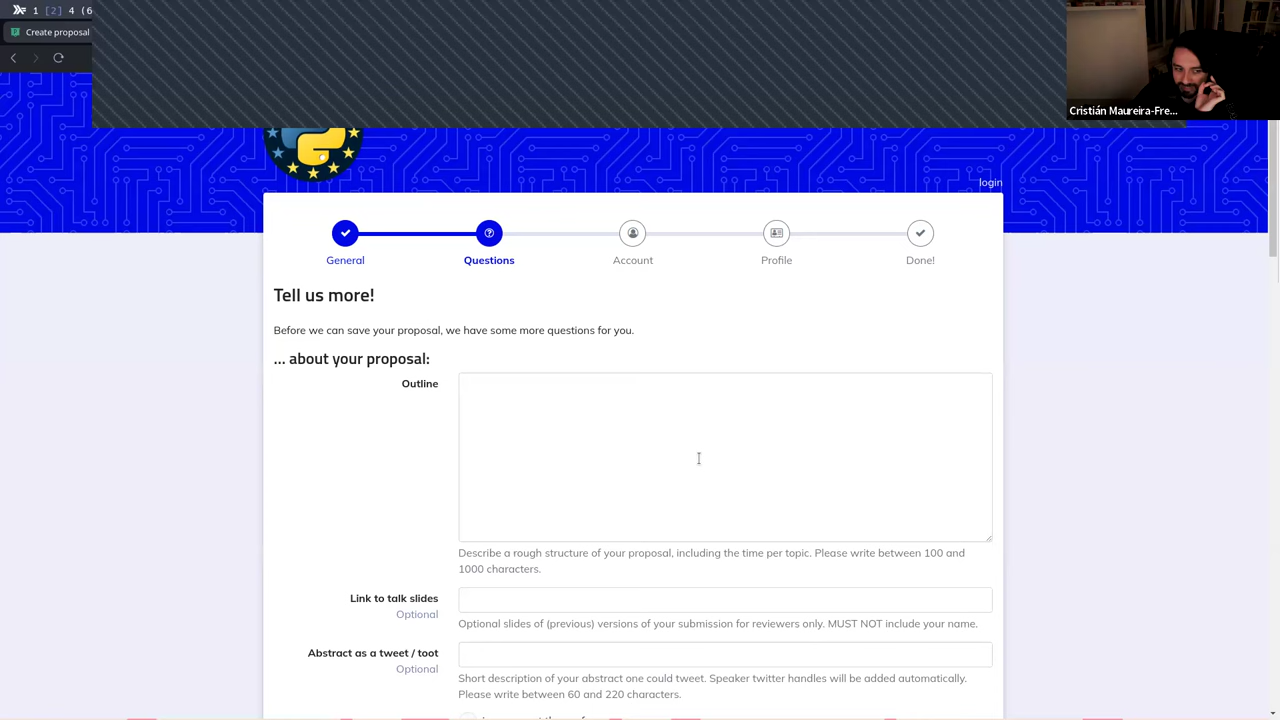 1 [2] 4 (6
Create proposal
Cristián Maureira-Fre...
login
General
Questions
Account
Profile
Done!
Tell us more!
Before we can save your proposal, we have some more questions for you.
... about your proposal:
Outline
Describe a rough structure of your proposal, including the time per topic. Please write between 100 and
1000 characters.
Link to talk slides
Optional
Optional slides of (previous) versions of your submission for reviewers only. MUST NOT include your name.
Abstract as a tweet / toot
Optional
Short description of your abstract one could tweet. Speaker twitter handles will be added automatically.
Please write between 60 and 220 characters.